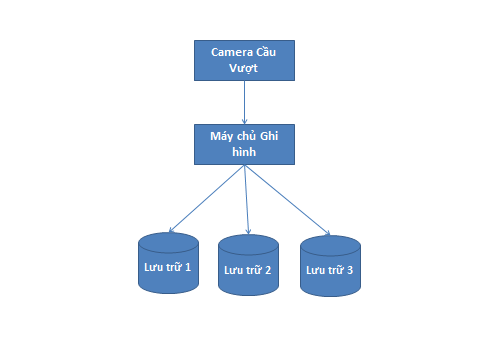 Camera Cầu
Vượt
Máy chủ Ghi
hình
Lưu trữ 1
Lưu trữ 2
Lưu trữ 3